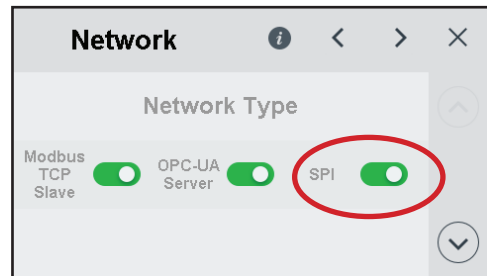 Network
Network Type
Modbus
TCP
Slave
OPC-UA
Server
SPI